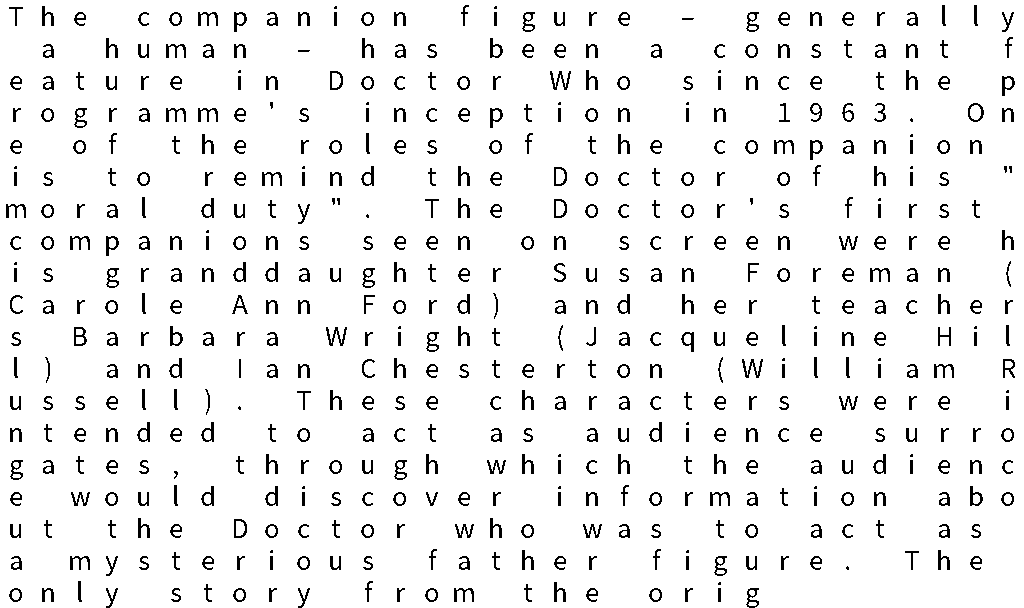 The companion figure – generally
 a human – has been a constant f
eature in Doctor Who since the p
rogramme's inception in 1963. On
e of the roles of the companion
is to remind the Doctor of his "
moral duty". The Doctor's first
companions seen on screen were h
is granddaughter Susan Foreman (
Carole Ann Ford) and her teacher
s Barbara Wright (Jacqueline Hil
l) and Ian Chesterton (William R
ussell). These characters were i
ntended to act as audience surro
gates, through which the audienc
e would discover information abo
ut the Doctor who was to act as
a mysterious father figure. The
only story from the orig